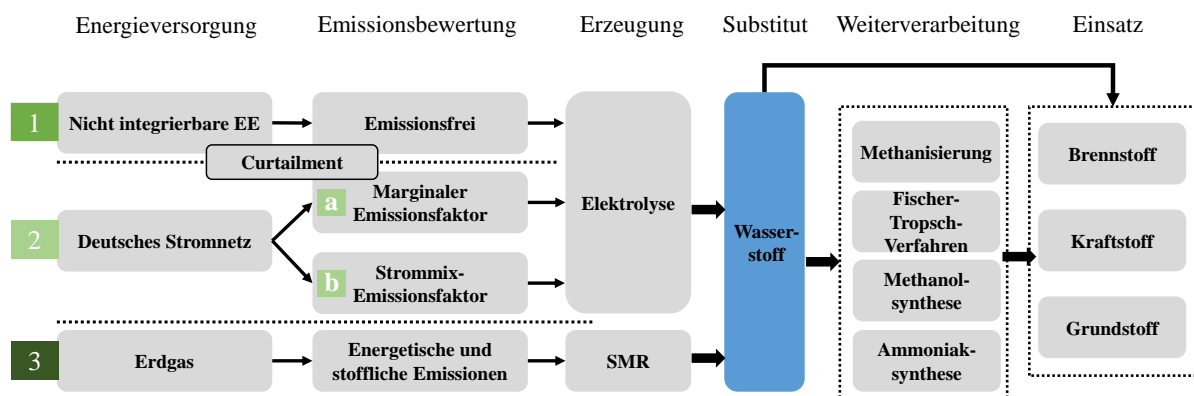 Energieversorgung
Emissionsbewertung
Erzeugung
Substitut
Weiterverarbeitung
Einsatz
1
Nicht integrierbare EE
Emissionsfrei
Curtailment
2
Deutsches Stromnetz
a
Marginaler
Emissionsfaktor
b
Strommix-
Emissionsfaktor
Elektrolyse
3
Erdgas
Energetische und
stoffliche Emissionen
SMR
Wasser-
stoff
Methanisierung
Fischer-
Tropsch-
Verfahren
Methanol-
synthese
Ammoniak-
synthese
Brennstoff
Kraftstoff
Grundstoff